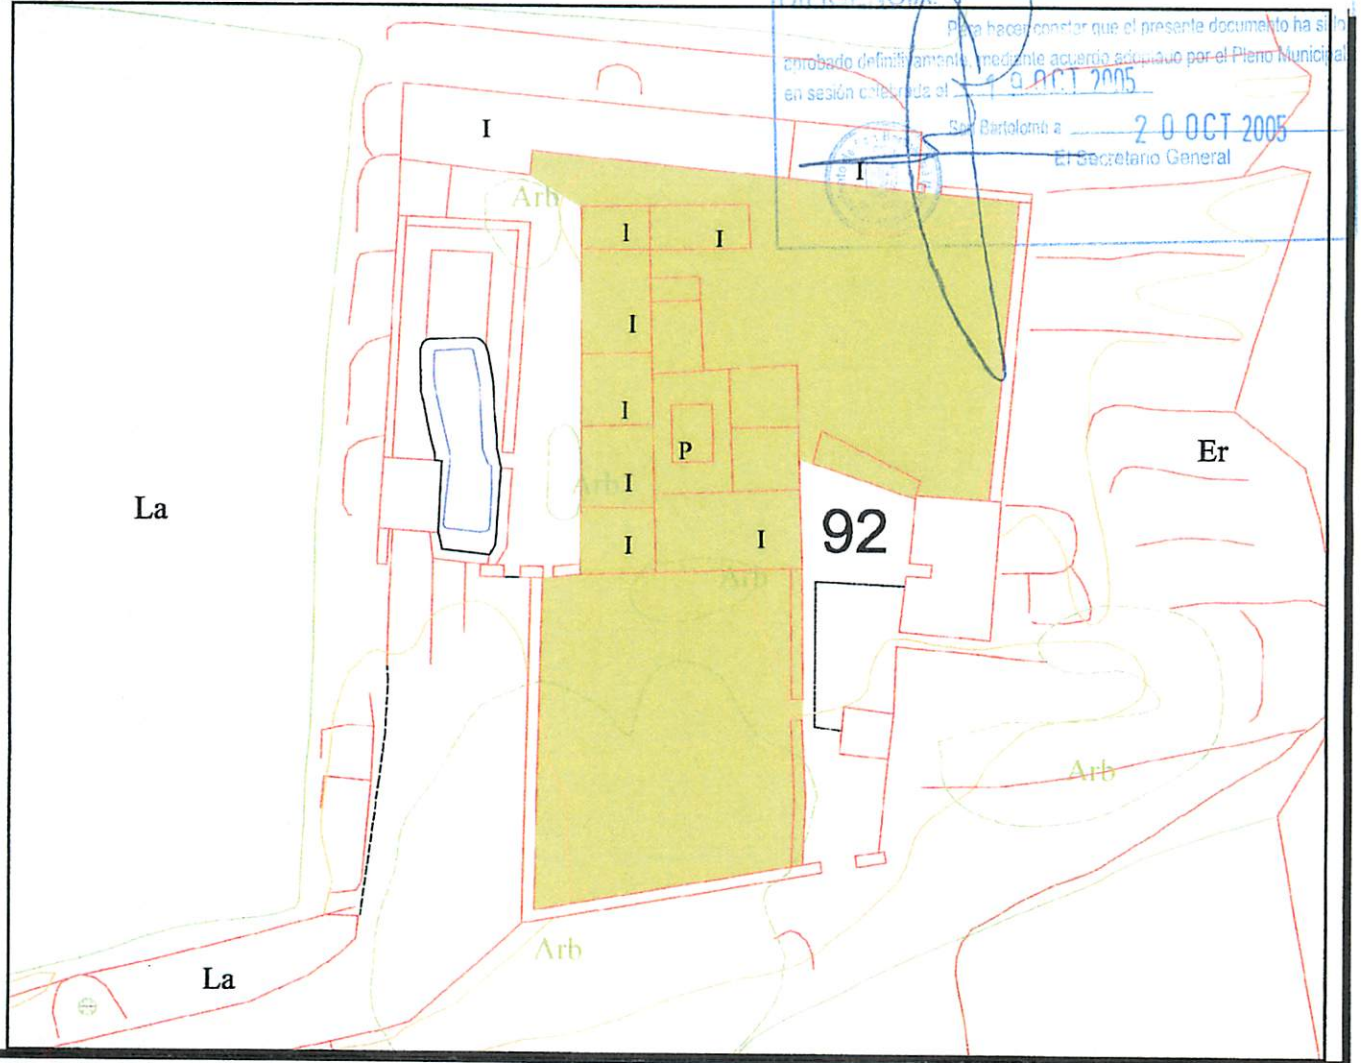 Para hacer constar que el presente documento ha sido
aprobado definitivamente, mediante acuerdo adoptado por el Pleno Municipal
en sesión celebrada el 19 OCT 2005
San Bartolomé a 20 OCT 2005
El Secretario General
I
I
Arb
I
I
I
I
P
Er
La
Arb
I
I
I
92
Arb
Arb
Arb
La